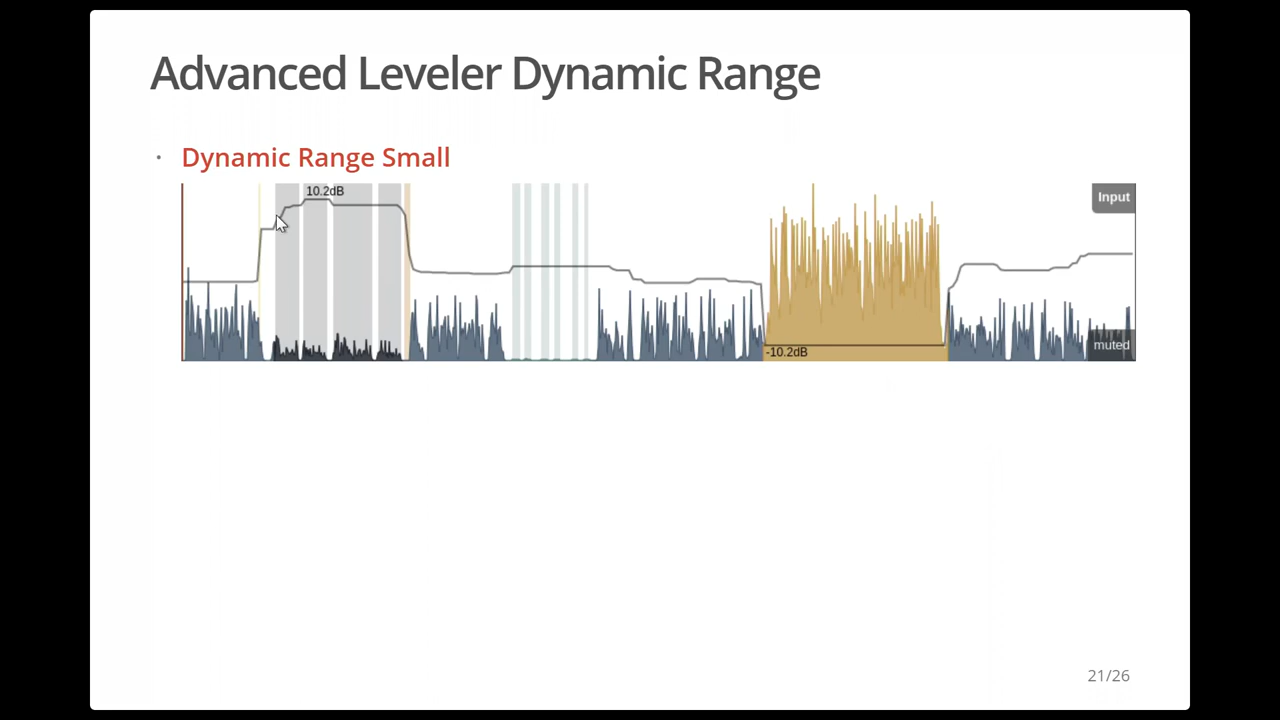 Advanced Leveler Dynamic Range
• Dynamic Range Small
10.2dB
Input
-10.2dB
muted
21/26